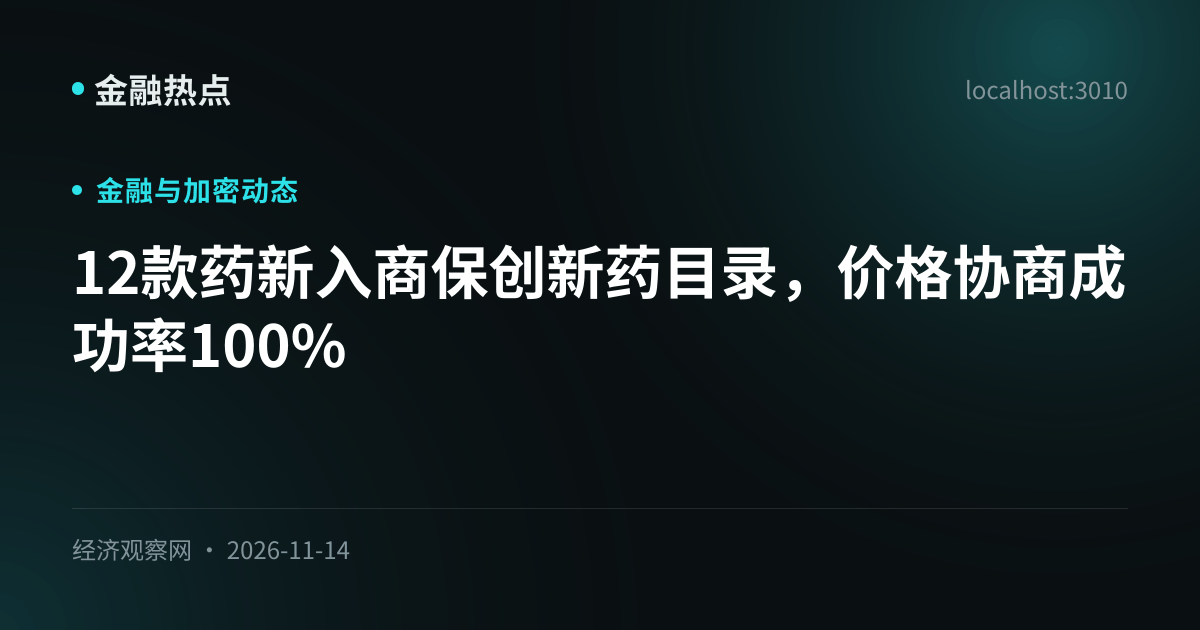 金融热点
localhost:3010
金融与加密动态
12款药新入商保创新药目录，价格协商成
功率100%
经济观察网 · 2026-11-14